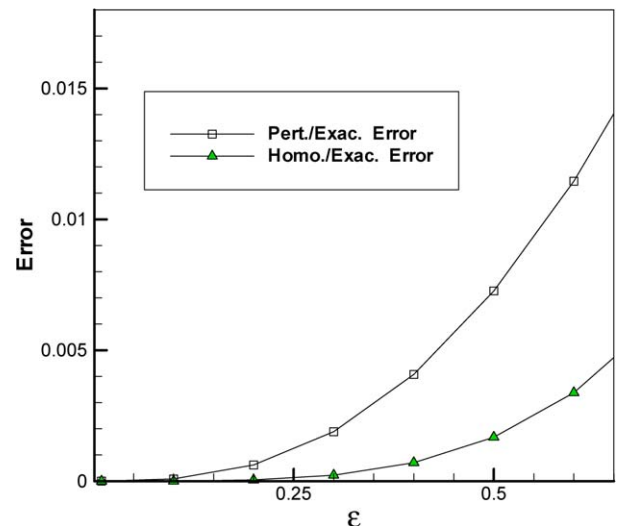 0.015
Pert./Exac. Error
Homo./Exac. Error
0.01
Error
0.005
0
0.25
0.5
ε